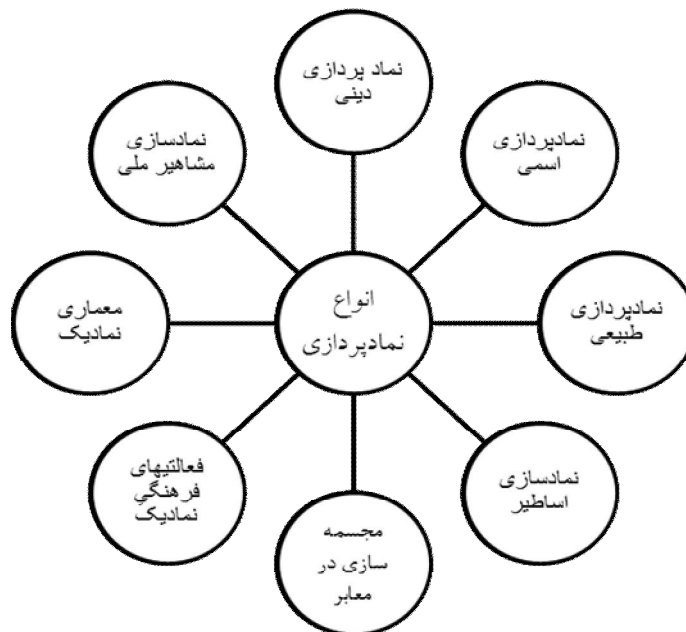 نماد پردازی
دینی
نمادپردازی
اسمی
نمادپردازی
طبیعی
نمادسازی
اساطیر
مجسمه
سازی در
معابر
فعالتیهای
فرهنگیِ
نمادیک
معماری
نمادیک
نمادسازی
مشاهیر ملی
انواع
نمادپردازی